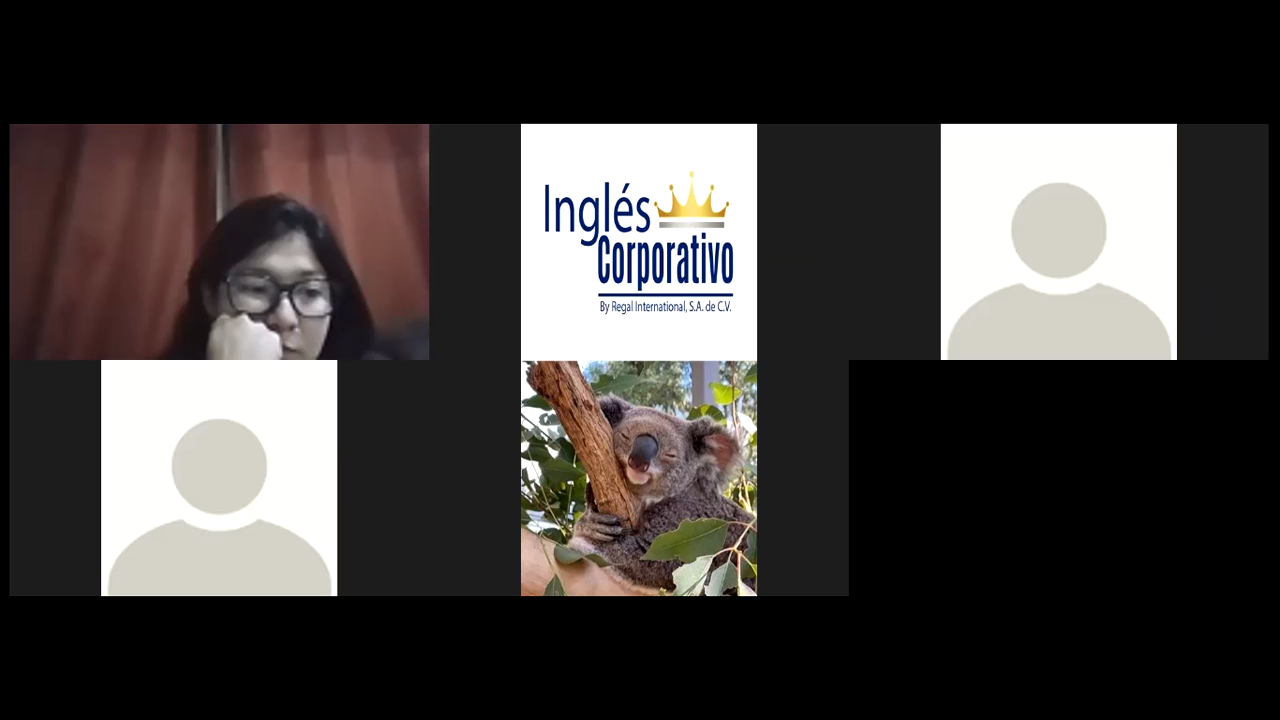 Inglés
Corporativo
By Regal International, S.A. de C.V.